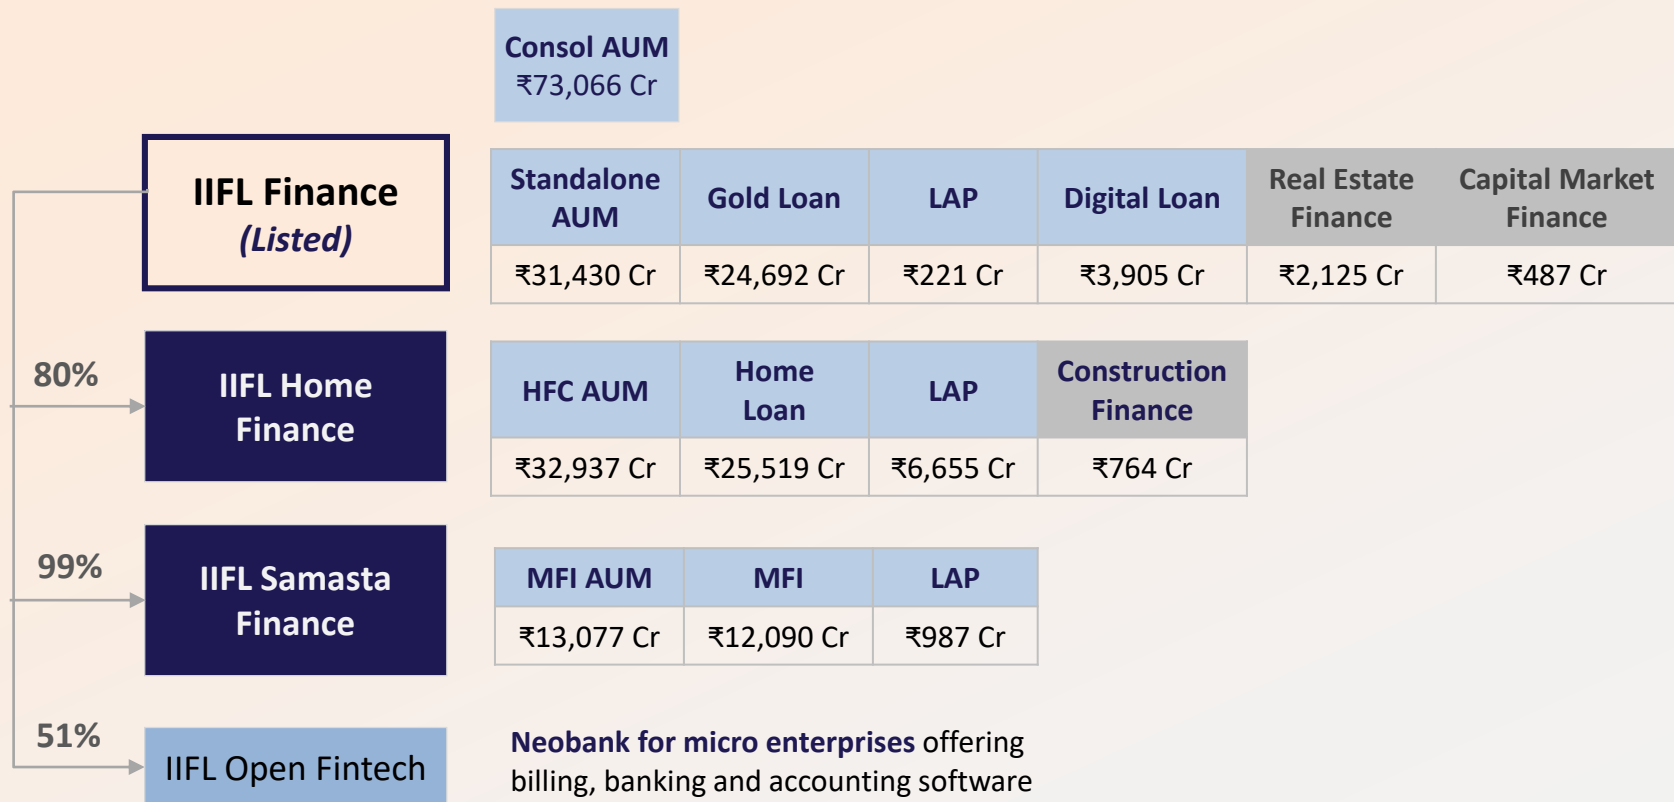 Consol AUM
₹73,066 Cr
IIFL Finance
(Listed)
Standalone
AUM
Gold Loan
LAP
Digital Loan
Real Estate
Finance
Capital Market
Finance
₹31,430 Cr
₹24,692 Cr
₹221 Cr
₹3,905 Cr
₹2,125 Cr
₹487 Cr
80%
IIFL Home
Finance
HFC AUM
Home
Loan
LAP
Construction
Finance
₹32,937 Cr
₹25,519 Cr
₹6,655 Cr
₹764 Cr
99%
IIFL Samasta
Finance
MFI AUM
MFI
LAP
₹13,077 Cr
₹12,090 Cr
₹987 Cr
51%
IIFL Open Fintech
Neobank for micro enterprises offering
billing, banking and accounting software